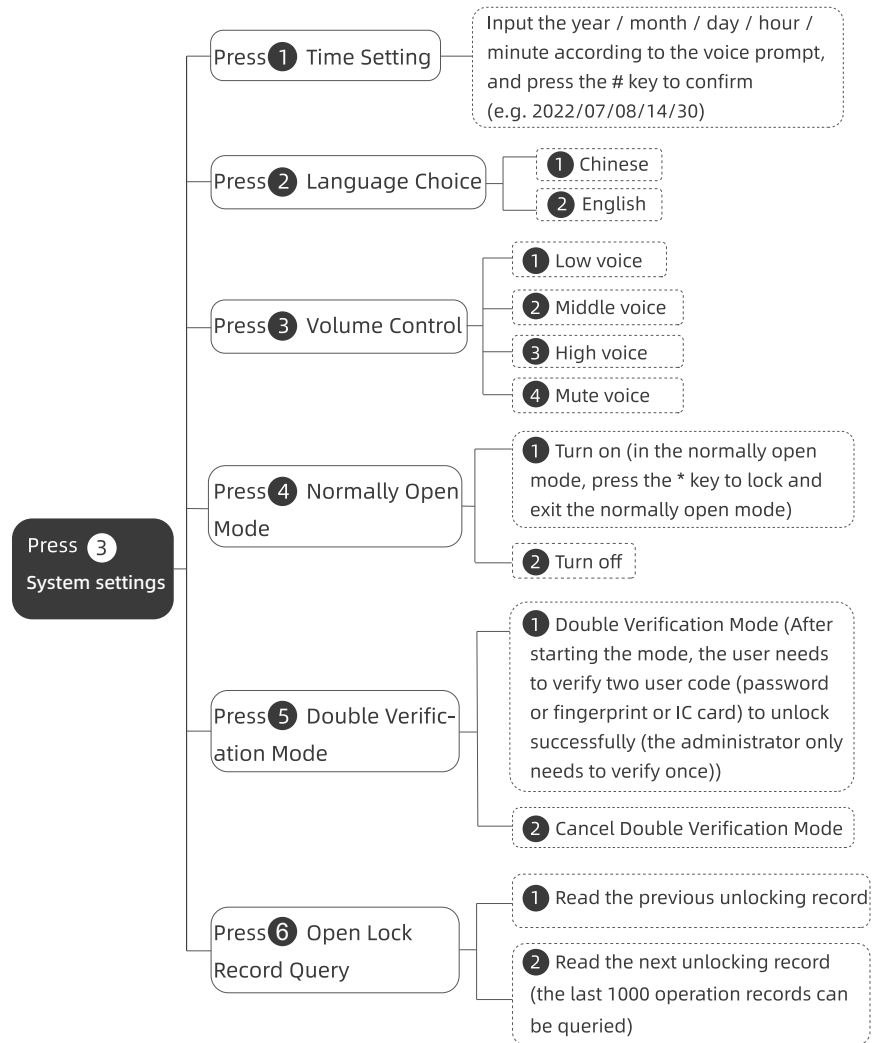 Press 3
System settings
Press 1 Time Setting
Input the year / month / day / hour /
minute according to the voice prompt,
and press the # key to confirm
(e.g. 2022/07/08/14/30)
Press 2 Language Choice
1 Chinese
2 English
Press 3 Volume Control
1 Low voice
2 Middle voice
3 High voice
4 Mute voice
Press 4 Normally Open
Mode
1 Turn on (in the normally open
mode, press the * key to lock and
exit the normally open mode)
2 Turn off
Press 5 Double Verific-
ation Mode
1 Double Verification Mode (After
starting the mode, the user needs
to verify two user code (password
or fingerprint or IC card) to unlock
successfully (the administrator only
needs to verify once))
2 Cancel Double Verification Mode
Press 6 Open Lock
Record Query
1 Read the previous unlocking record
2 Read the next unlocking record
(the last 1000 operation records can
be queried)